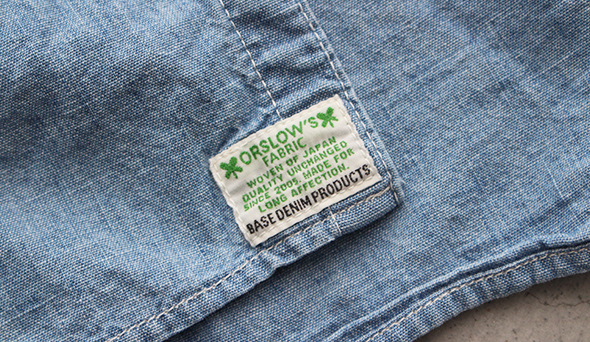 ORSLOW's
FABRIC
WOVEN OF JAPAN
QUALITY UNCHANGED
SINCE 2005. MADE FOR
LONG AFFECTION.
BASE DENIM PRODUCTS